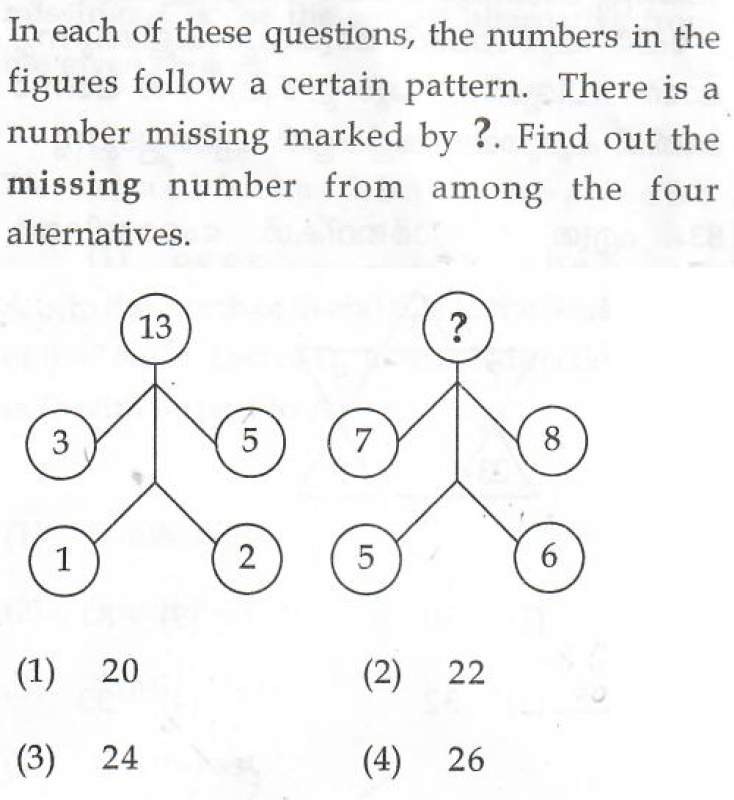 In each of these questions, the numbers in the
figures follow a certain pattern. There is a
number missing marked by ?. Find out the
missing number from among the four
alternatives.
13 ?
3 5 7 8
1 2 5 6
(1) 20 (2) 22
(3) 24 (4) 26